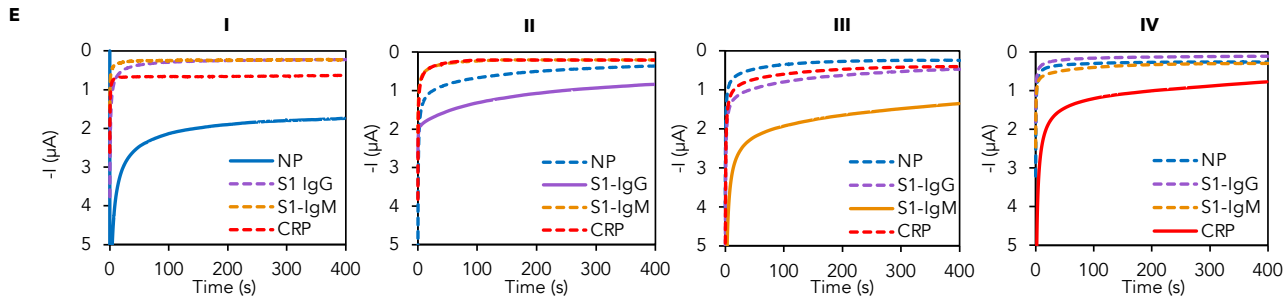 E
I
-I (µA)
0
1
2
3
4
5
NP
S1 IgG
S1-IgM
CRP
0 100 200 300 400
Time (s)
II
-I (µA)
0
1
2
3
4
5
NP
S1-IgG
S1-IgM
CRP
0 100 200 300 400
Time (s)
III
-I (µA)
0
1
2
3
4
5
NP
S1-IgG
S1-IgM
CRP
0 100 200 300 400
Time (s)
IV
-I (µA)
0
1
2
3
4
5
NP
S1-IgG
S1-IgM
CRP
0 100 200 300 400
Time (s)